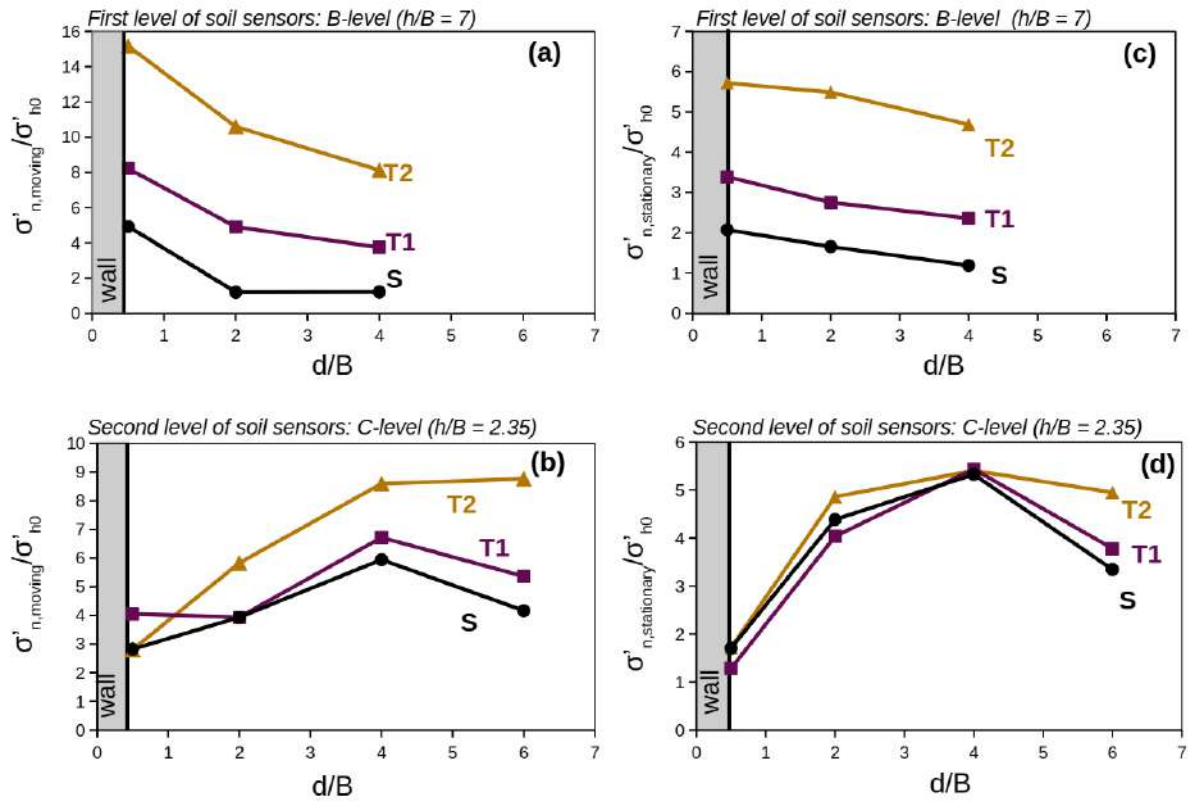 First level of soil sensors: B-level (h/B = 7)
(a)
σ'n,moving/σ'h0
16
14
12
10
8
6
4
2
0
wall
T2
T1
S
0 1 2 3 4 5 6 7
d/B
First level of soil sensors: B-level (h/B = 7)
(c)
σ'n,stationary/σ'h0
7
6
5
4
3
2
1
0
wall
T2
T1
S
0 1 2 3 4 5 6 7
d/B
Second level of soil sensors: C-level (h/B = 2.35)
(b)
σ'n,moving/σ'h0
10
9
8
7
6
5
4
3
2
1
0
wall
T2
T1
S
0 1 2 3 4 5 6 7
d/B
Second level of soil sensors: C-level (h/B = 2.35)
(d)
σ'n,stationary/σ'h0
6
5
4
3
2
1
0
wall
T2
T1
S
0 1 2 3 4 5 6 7
d/B